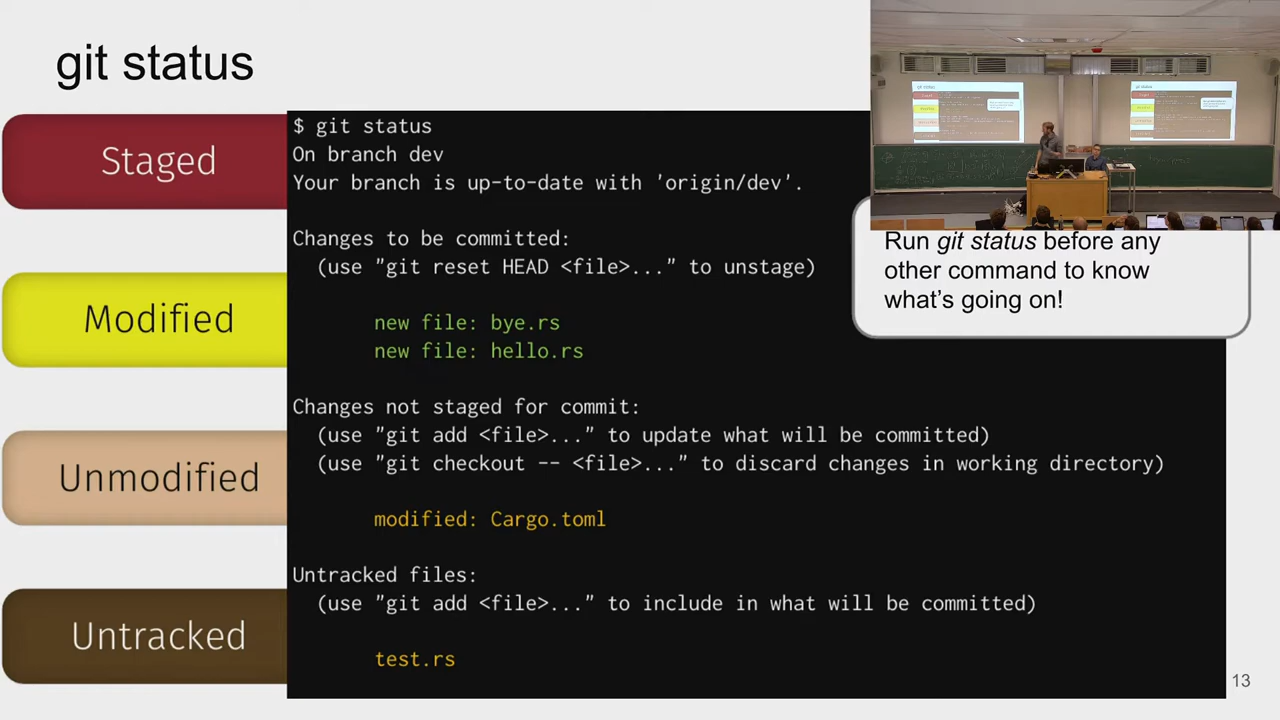 git status
Staged
Modified
Unmodified
Untracked
$ git status
On branch dev
Your branch is up-to-date with 'origin/dev'.
Changes to be committed:
(use "git reset HEAD <file>..." to unstage)
new file: bye.rs
new file: hello.rs
Changes not staged for commit:
(use "git add <file>..." to update what will be committed)
(use "git checkout -- <file>..." to discard changes in working directory)
modified: Cargo.toml
Untracked files:
(use "git add <file>..." to include in what will be committed)
test.rs
Run git status before any
other command to know
what's going on!
git status
git status
13